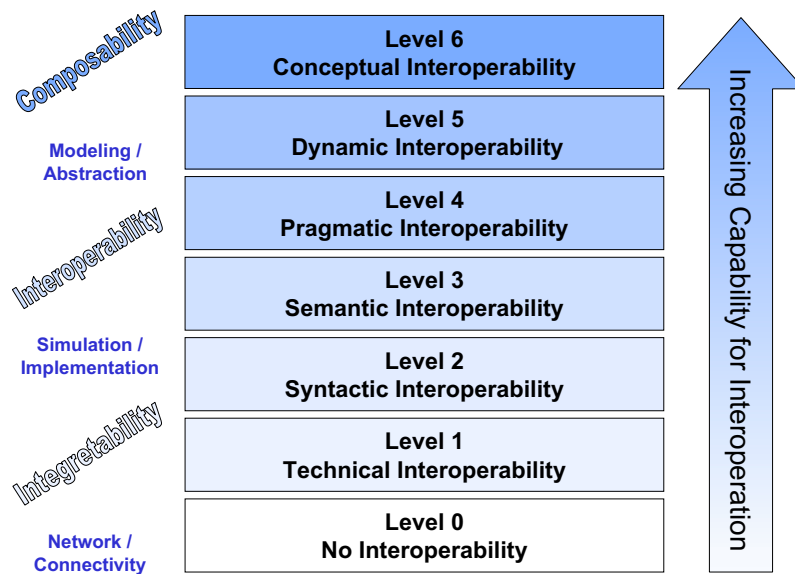 Composability
Modeling /
Abstraction
Interoperability
Simulation /
Implementation
Integretability
Network /
Connectivity
Level 6
Conceptual Interoperability
Level 5
Dynamic Interoperability
Level 4
Pragmatic Interoperability
Level 3
Semantic Interoperability
Level 2
Syntactic Interoperability
Level 1
Technical Interoperability
Level 0
No Interoperability
Increasing Capability for Interoperation